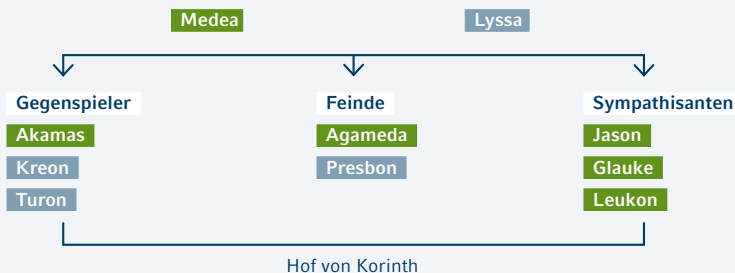 Medea Lyssa
Gegenspieler Feinde Sympathisanten
Akamas Agameda Jason
Kreon Presbon Glauke
Turon Leukon
Hof von Korinth